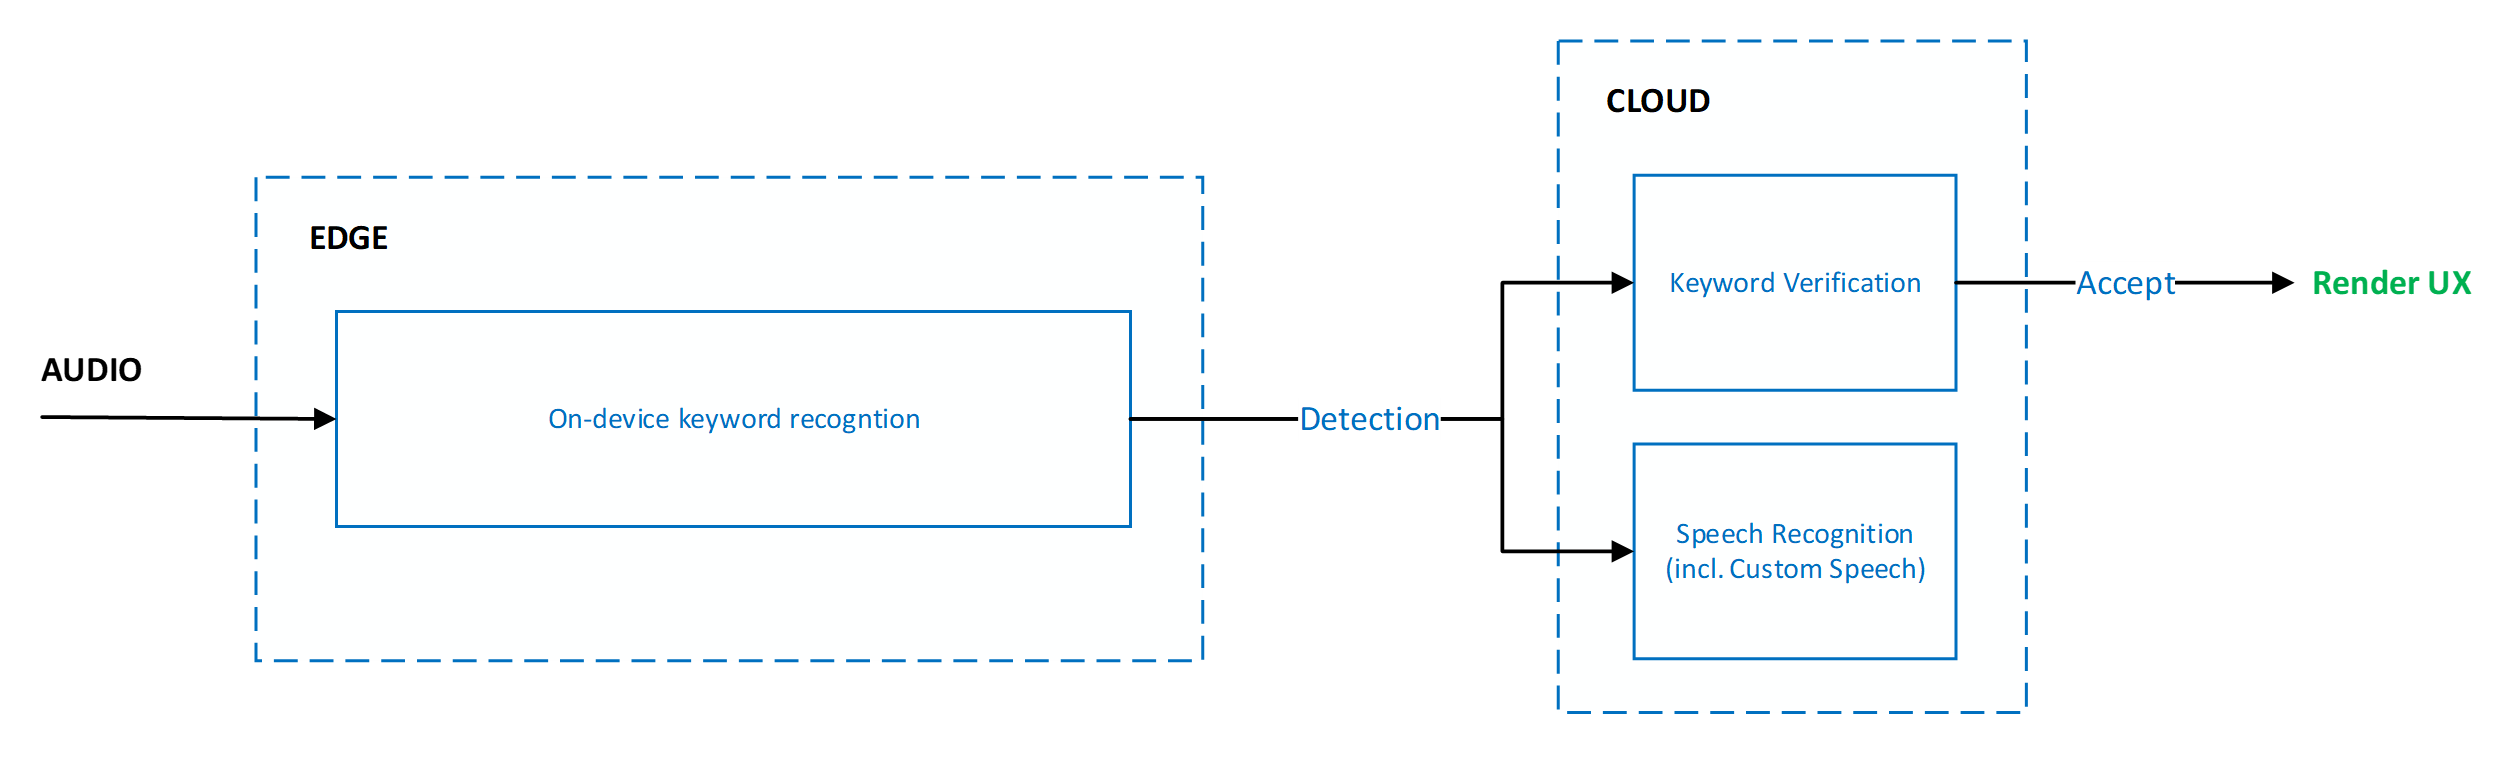 CLOUD
EDGE
Keyword Verification
Accept
Render UX
AUDIO
On-device keyword recogntion
Detection
Speech Recognition
(incl. Custom Speech)